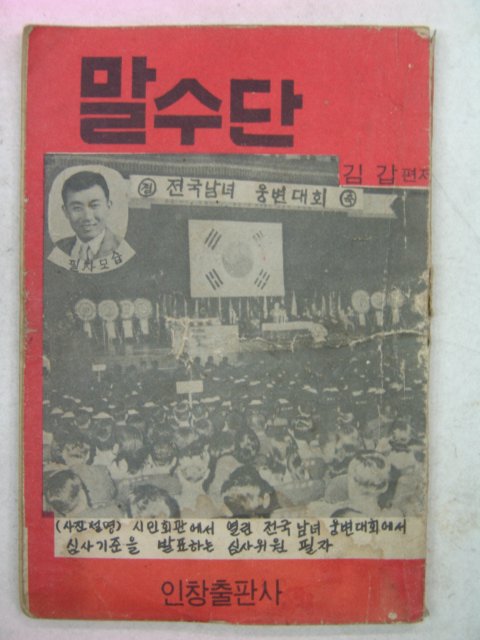 말수단
김 갑 편저
경 전국남녀 웅변대회 축
필자모습
(사진설명) 시민회관에서 열린 전국 남녀 웅변대회에서
심사기준을 발표하는 심사위원 필자
인창출판사